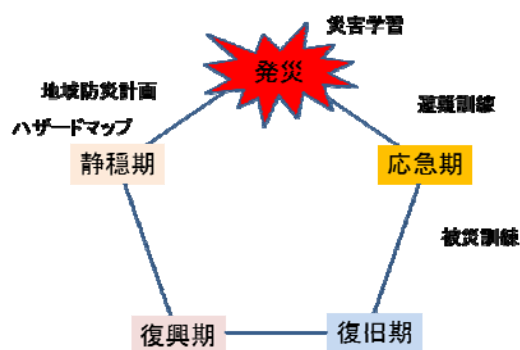 災害学習
発災
地域防災計画
ハザードマップ
避難訓練
静穏期
応急期
被災訓練
復興期
復旧期